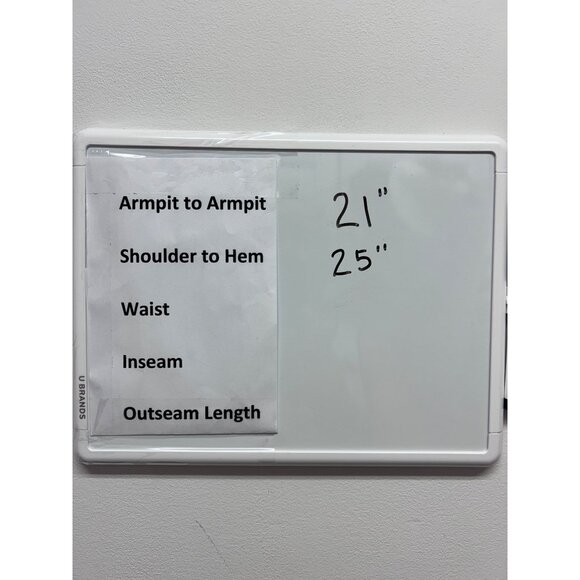 Armpit to Armpit 21"
Shoulder to Hem 25"
Waist
Inseam
Outseam Length
U BRANDS